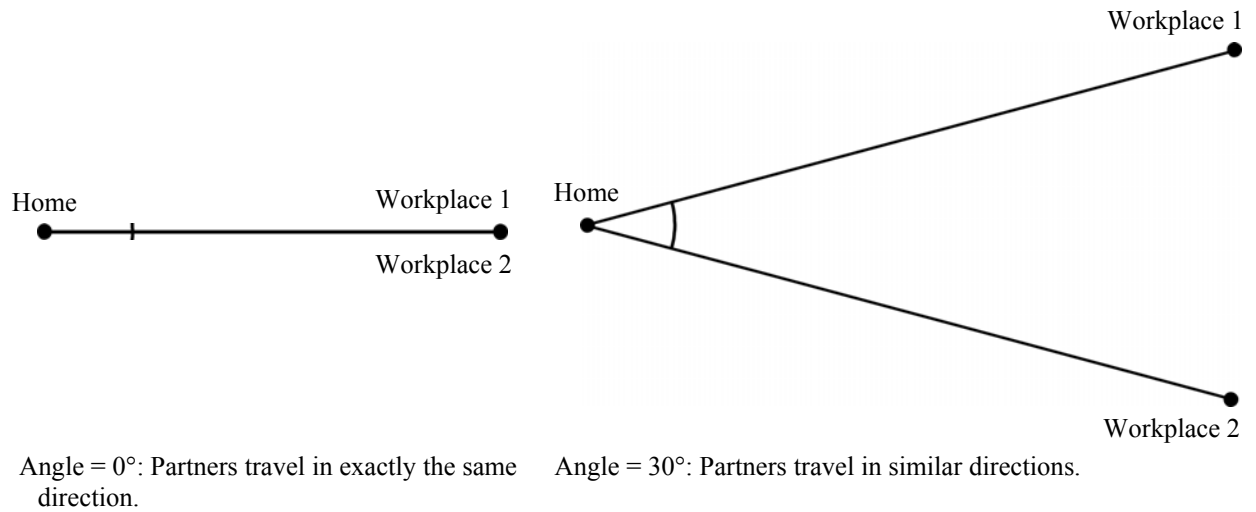 Home
Workplace 1
Workplace 2
Angle = 0°: Partners travel in exactly the same
direction.
Workplace 1
Home
Workplace 2
Angle = 30°: Partners travel in similar directions.